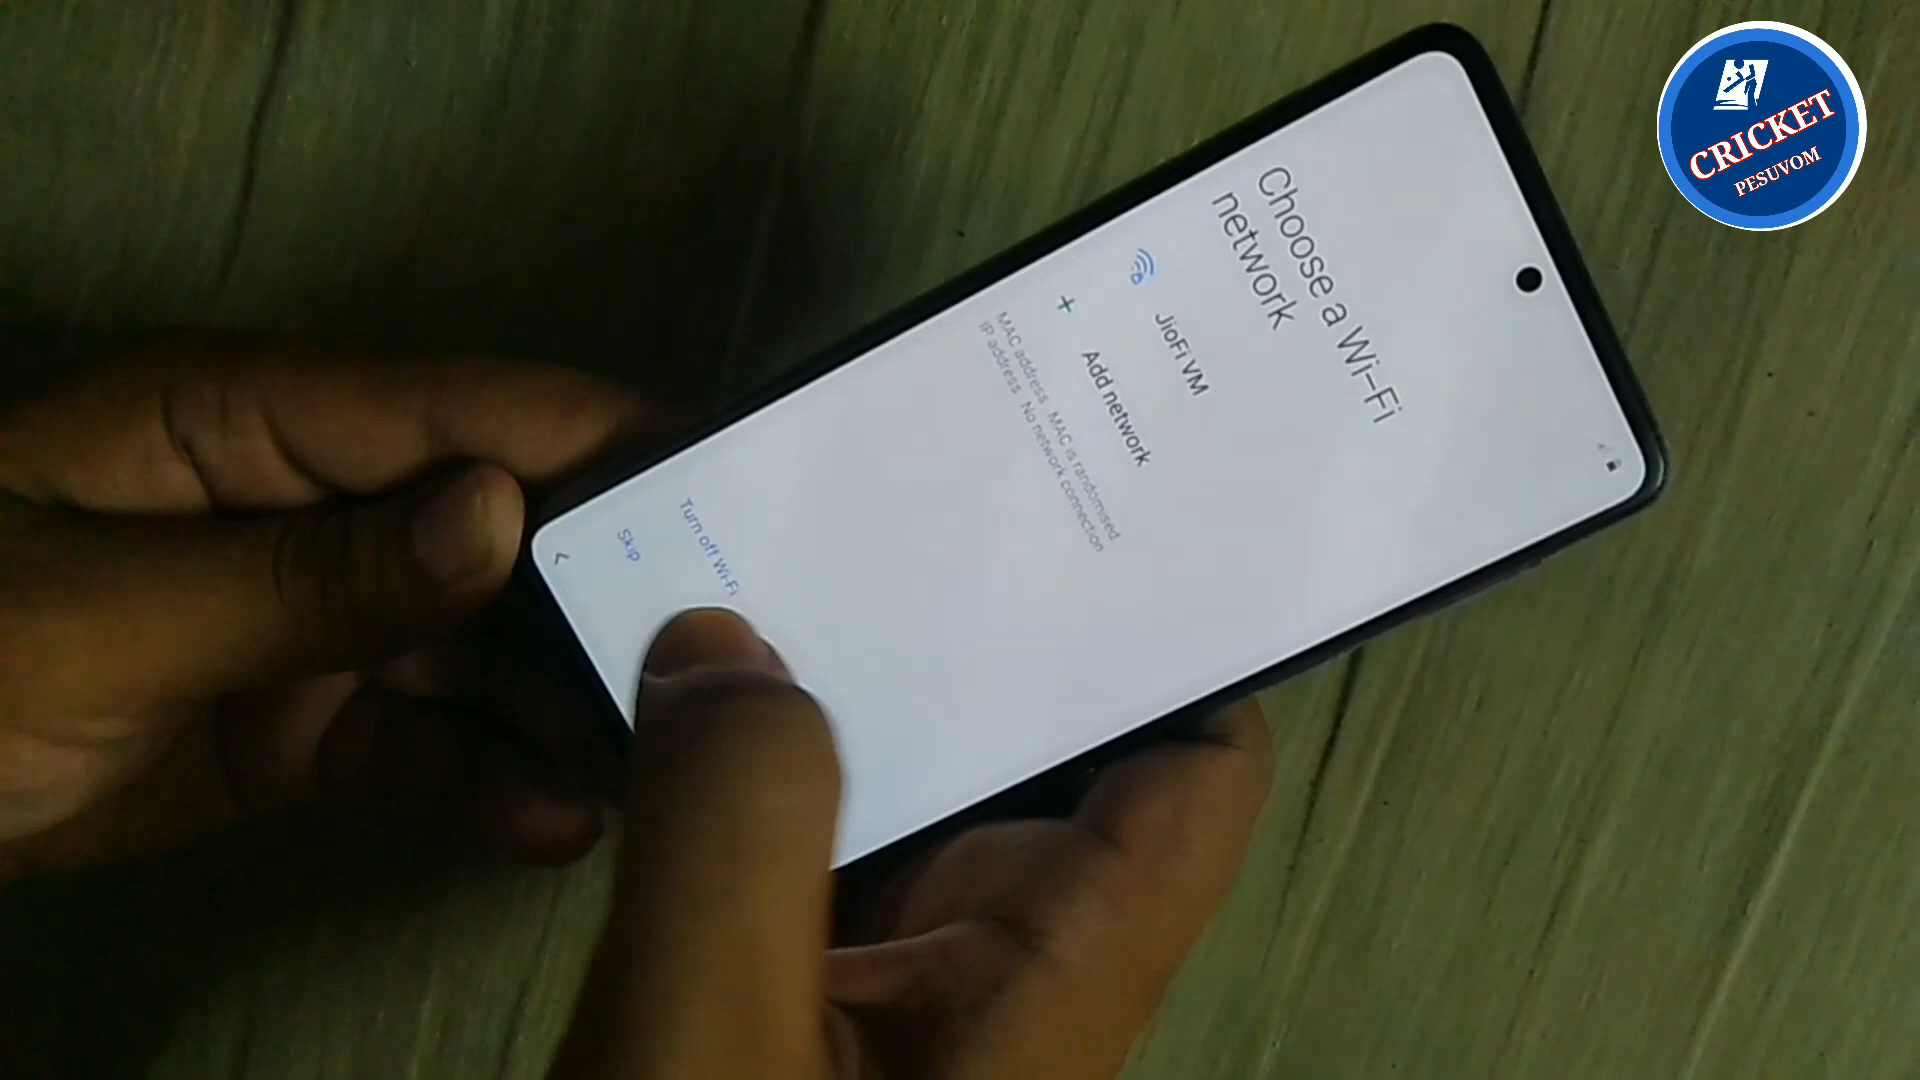 Choose a Wi-Fi
network
JioFi VM
Add network
MAC address MAC is randomised
IP address No network connection
Turn off Wi-Fi
Skip
CRICKET
PESUVOM